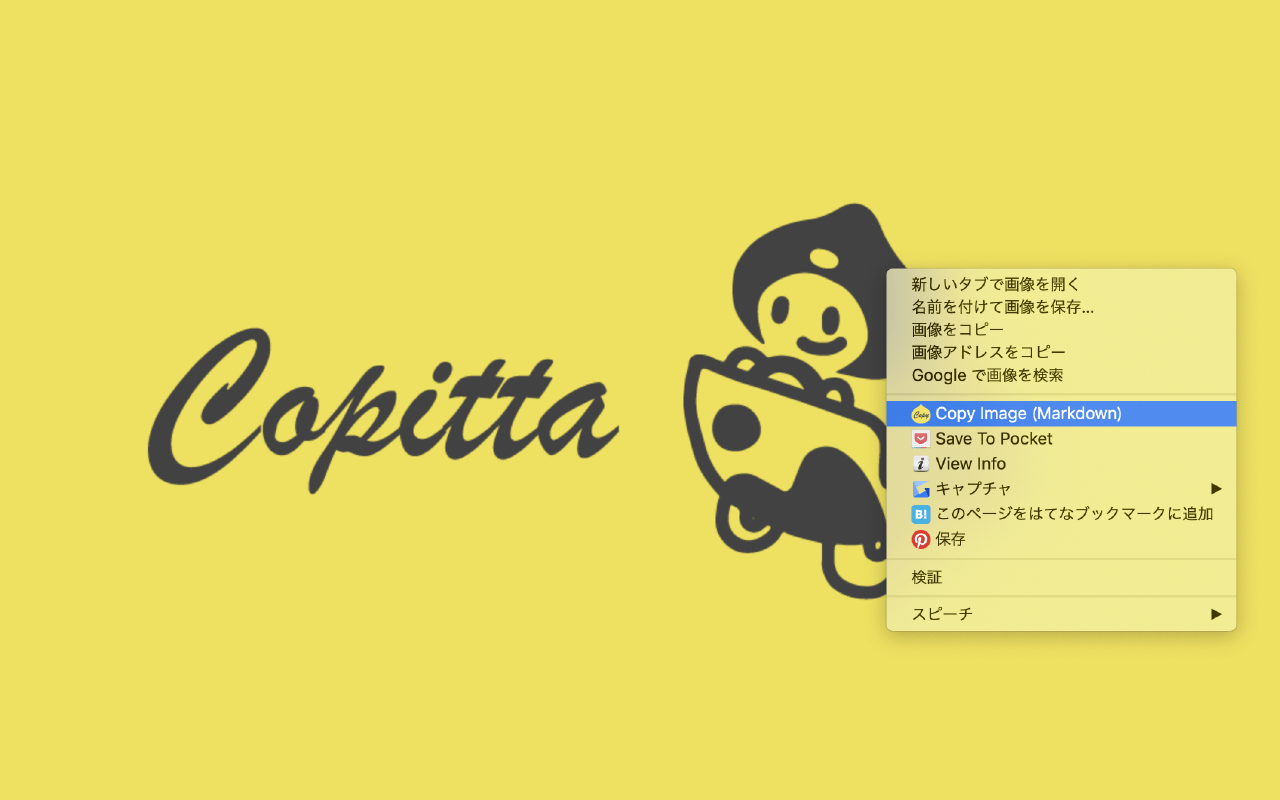 Copitta
新しいタブで画像を開く
名前を付けて画像を保存...
画像をコピー
画像アドレスをコピー
Google で画像を検索
Copy
Copy Image (Markdown)
Save To Pocket
i
View Info
キャプチャ
B!
このページをはてなブックマークに追加
保存
検証
スピーチ